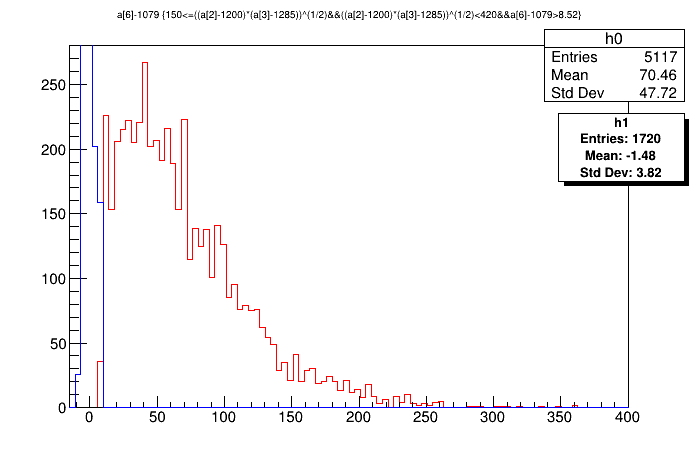 a[6]-1079 {150<=((a[2]-1200)*(a[3]-1285))^(1/2)&&((a[2]-1200)*(a[3]-1285))^(1/2)<420&&a[6]-1079>8.52}
h0
Entries 5117
Mean 70.46
Std Dev 47.72
h1
Entries: 1720
Mean: -1.48
Std Dev: 3.82
250
200
150
100
50
0
0 50 100 150 200 250 300 350 400